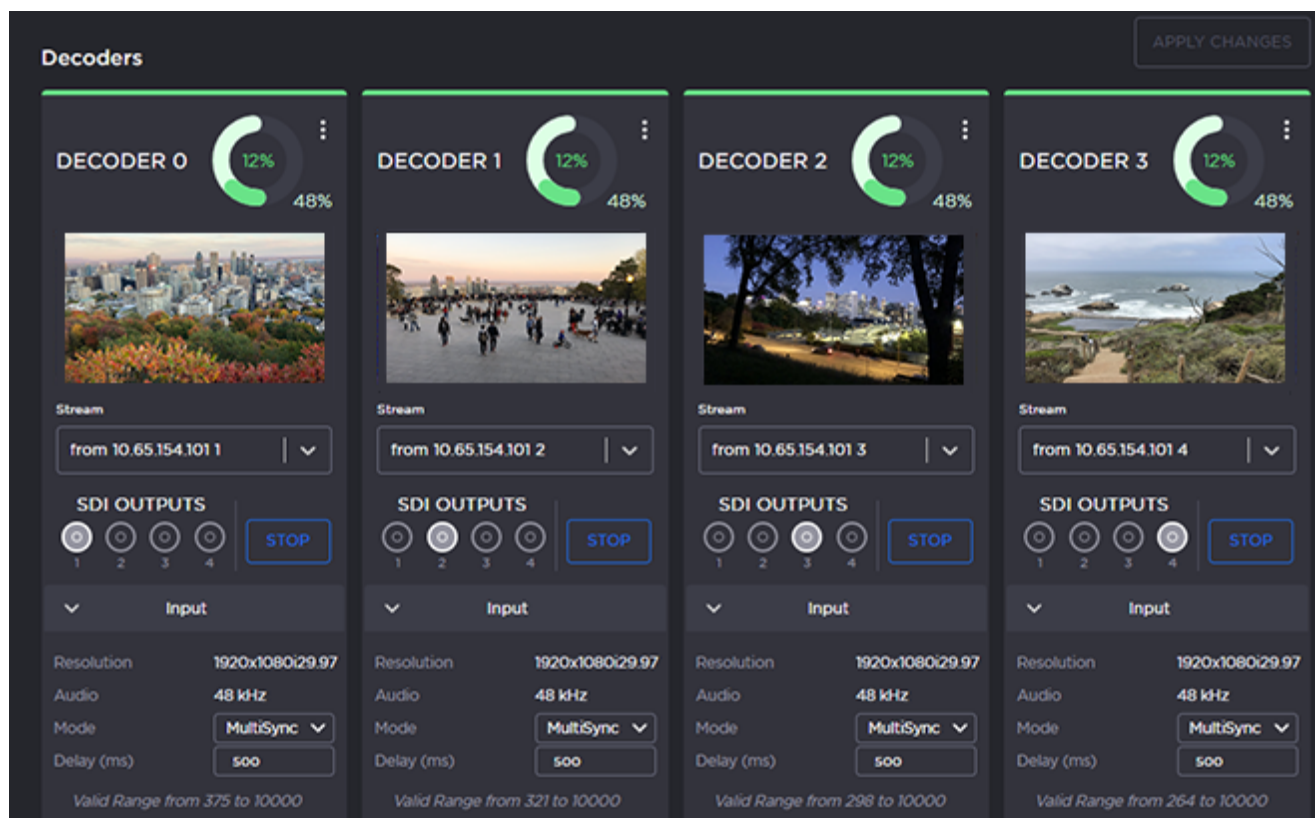 APPLY CHANGES
Decoders
DECODER 0
12%
48%
Stream
from 10.65.154.101 1
SDI OUTPUTS
1 2 3 4
STOP
Input
Resolution 1920x1080i29.97
Audio 48 kHz
Mode MultiSync
Delay (ms) 500
Valid Range from 375 to 10000
DECODER 1
12%
48%
Stream
from 10.65.154.101 2
SDI OUTPUTS
1 2 3 4
STOP
Input
Resolution 1920x1080i29.97
Audio 48 kHz
Mode MultiSync
Delay (ms) 500
Valid Range from 321 to 10000
DECODER 2
12%
48%
Stream
from 10.65.154.101 3
SDI OUTPUTS
1 2 3 4
STOP
Input
Resolution 1920x1080i29.97
Audio 48 kHz
Mode MultiSync
Delay (ms) 500
Valid Range from 298 to 10000
DECODER 3
12%
48%
Stream
from 10.65.154.101 4
SDI OUTPUTS
1 2 3 4
STOP
Input
Resolution 1920x1080i29.97
Audio 48 kHz
Mode MultiSync
Delay (ms) 500
Valid Range from 264 to 10000